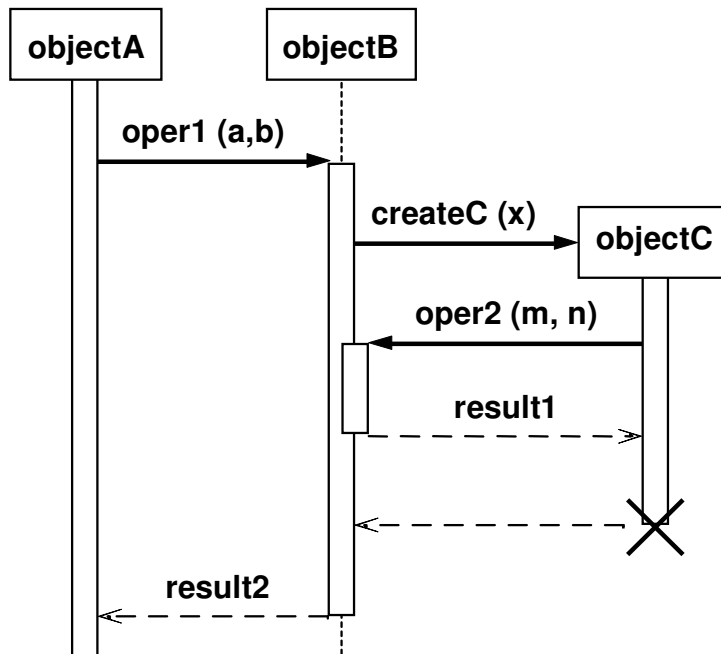 objectA
objectB
oper1 (a,b)
createC (x)
objectC
oper2 (m, n)
result1
result2